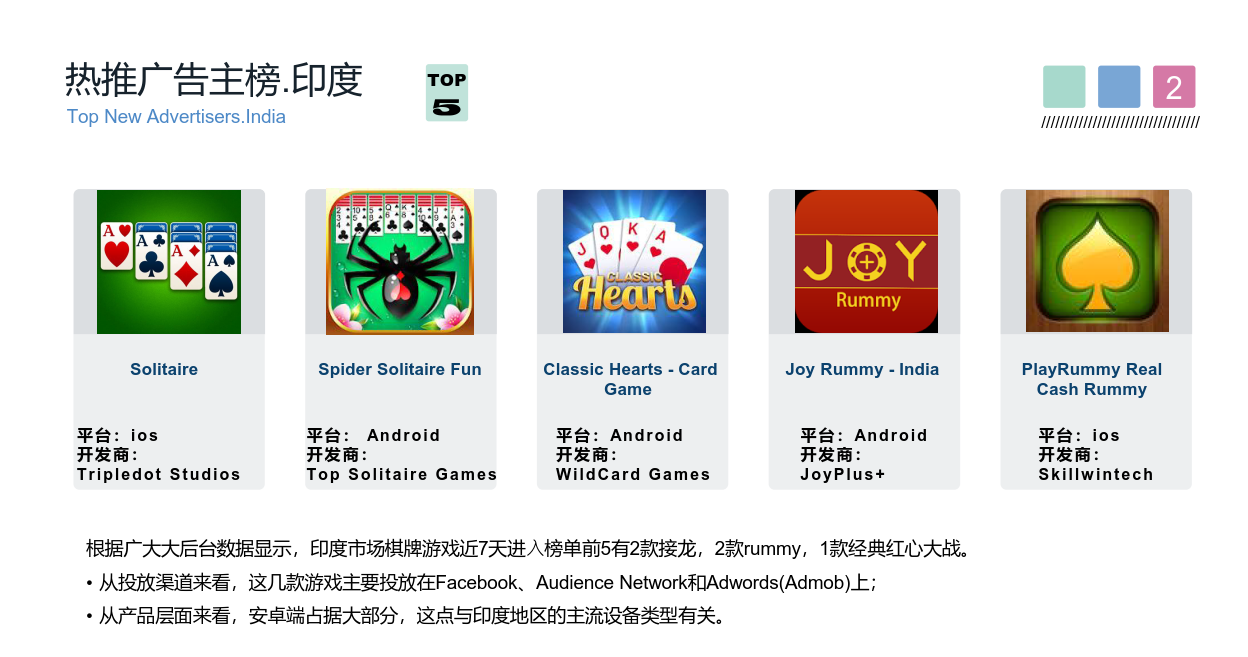 热推广告主榜.印度
Top New Advertisers.India
TOP
5
2
////////////////////////////////////
CLASSIC
Hearts
JOY
Rummy
Solitaire
Spider Solitaire Fun
Classic Hearts - Card
Game
Joy Rummy - India
PlayRummy Real
Cash Rummy
平台：ios
开发商：
Tripledot Studios
平台： Android
开发商：
Top Solitaire Games
平台：Android
开发商：
WildCard Games
平台：Android
开发商：
JoyPlus+
平台：ios
开发商：
Skillwintech
根据广大大后台数据显示，印度市场棋牌游戏近7天进入榜单前5有2款接龙，2款rummy，1款经典红心大战。
• 从投放渠道来看，这几款游戏主要投放在Facebook、Audience Network和Adwords(Admob)上；
• 从产品层面来看，安卓端占据大部分，这点与印度地区的主流设备类型有关。